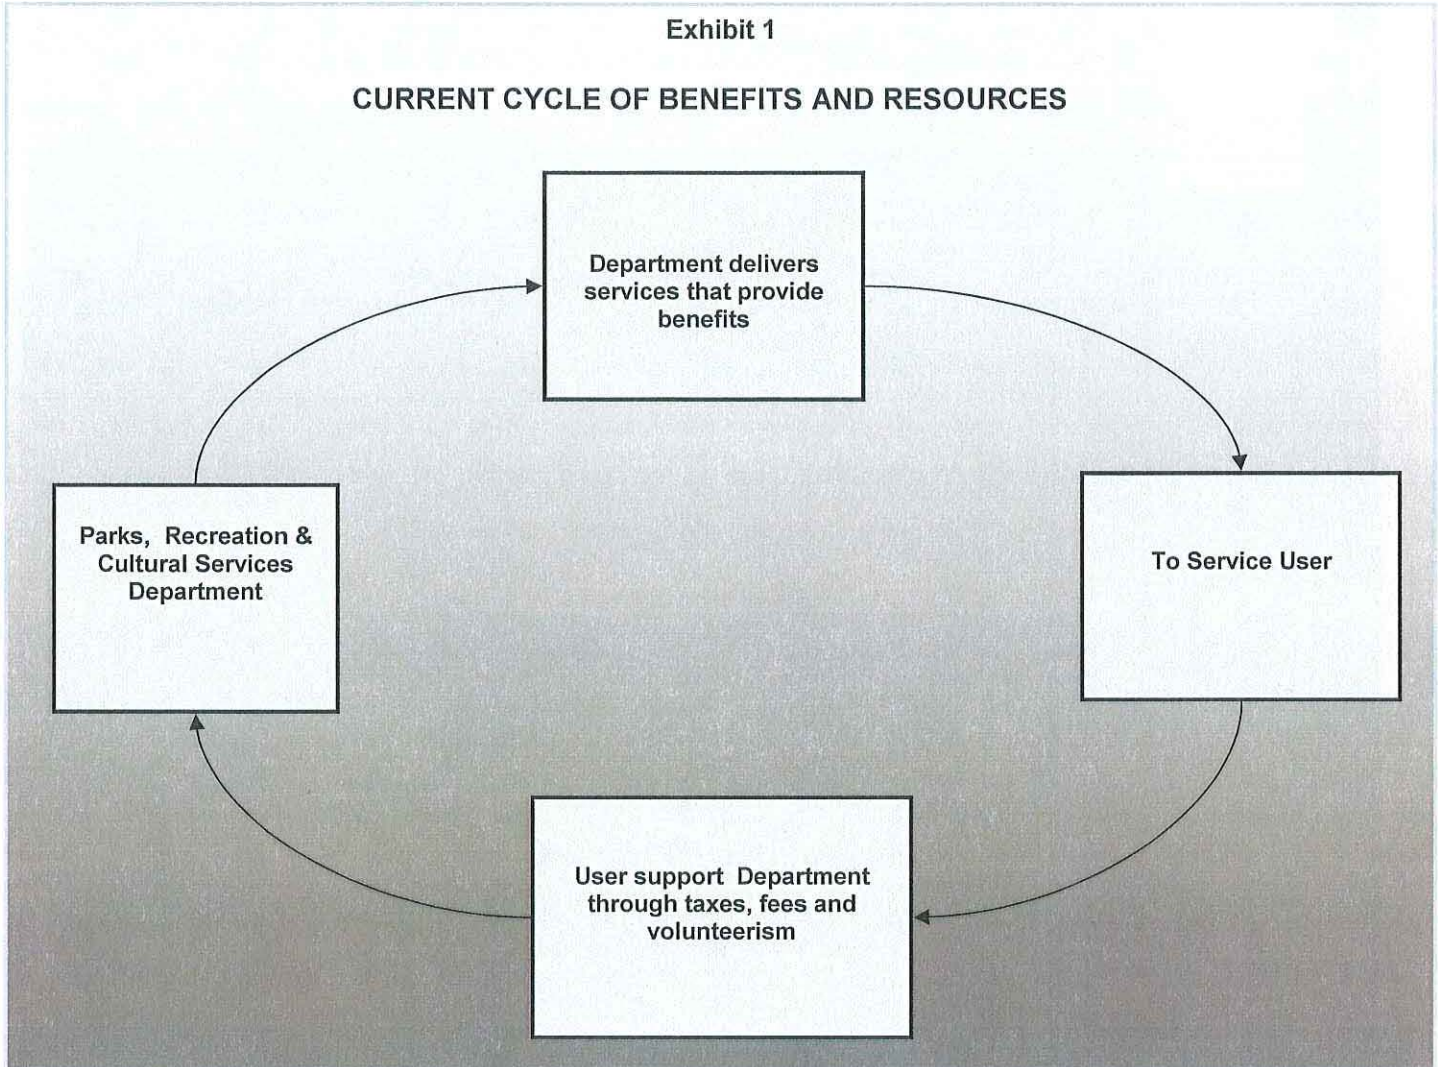 Exhibit 1
CURRENT CYCLE OF BENEFITS AND RESOURCES
Department delivers
services that provide
benefits
Parks, Recreation &
Cultural Services
Department
To Service User
User support Department
through taxes, fees and
volunteerism